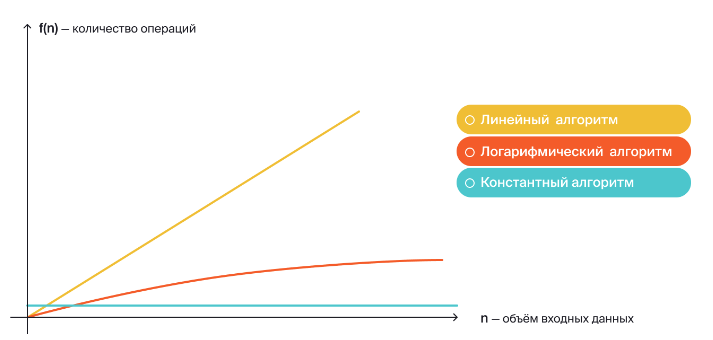 f(n) — количество операций
Линейный алгоритм
Логарифмический алгоритм
Константный алгоритм
n — объём входных данных